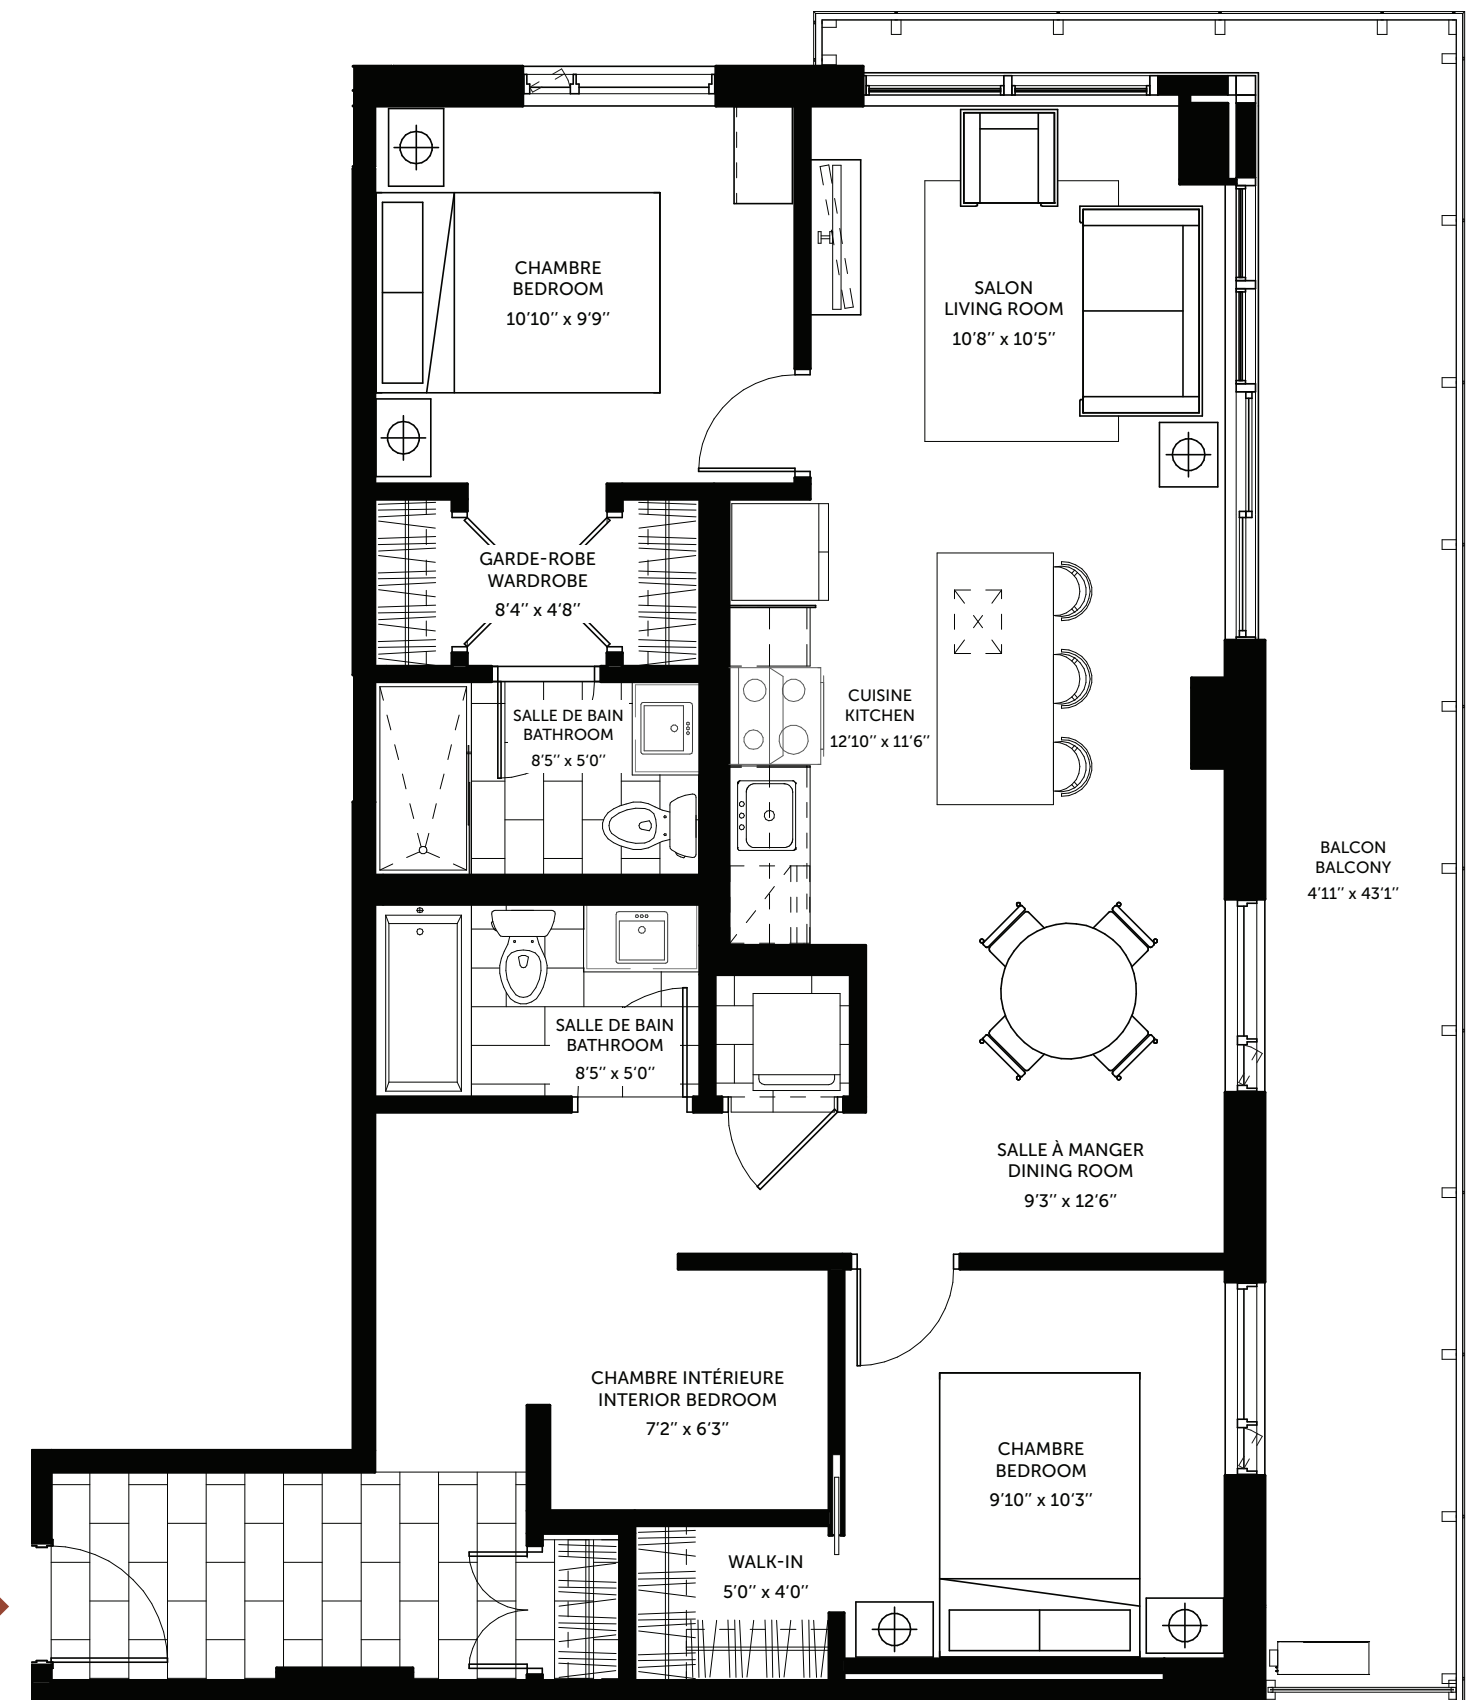 CHAMBRE
BEDROOM
10'10'' x 9'9''
SALON
LIVING ROOM
10'8'' x 10'5''
GARDE-ROBE
WARDROBE
8'4'' x 4'8''
SALLE DE BAIN
BATHROOM
8'5'' x 5'0''
CUISINE
KITCHEN
12'10'' x 11'6''
BALCON
BALCONY
4'11'' x 43'1''
SALLE DE BAIN
BATHROOM
8'5'' x 5'0''
SALLE À MANGER
DINING ROOM
9'3'' x 12'6''
CHAMBRE INTÉRIEURE
INTERIOR BEDROOM
7'2'' x 6'3''
CHAMBRE
BEDROOM
9'10'' x 10'3''
WALK-IN
5'0'' x 4'0''